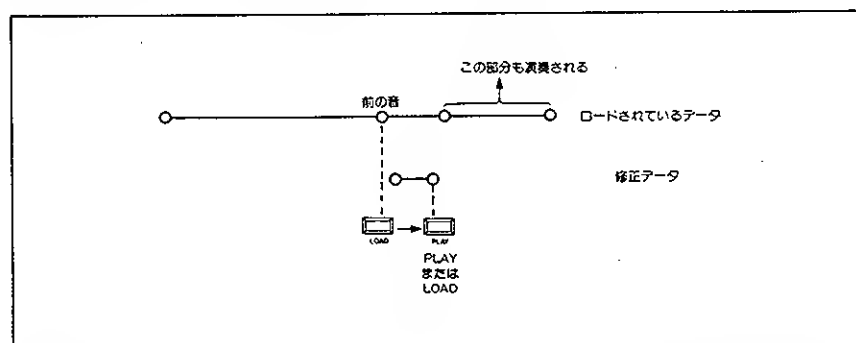 この部分も演奏される
前の音
ロードされているデータ
修正データ
LOAD
PLAY
PLAY
または
LOAD